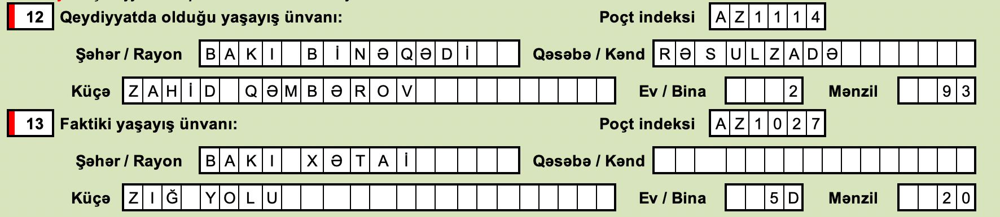 12 Qeydiyyatda olduğu yaşayış ünvanı: Poçt indeksi AZ1114
Şəhər / Rayon BAKI BİNƏQƏDİ Qəsəbə / Kənd RƏSULZADƏ
Küçə ZAHİD QƏMBƏROV Ev / Bina 2 Mənzil 93
13 Faktiki yaşayış ünvanı: Poçt indeksi AZ1027
Şəhər / Rayon BAKI XƏTAİ Qəsəbə / Kənd
Küçə ZIĞ YOLU Ev / Bina 5D Mənzil 20